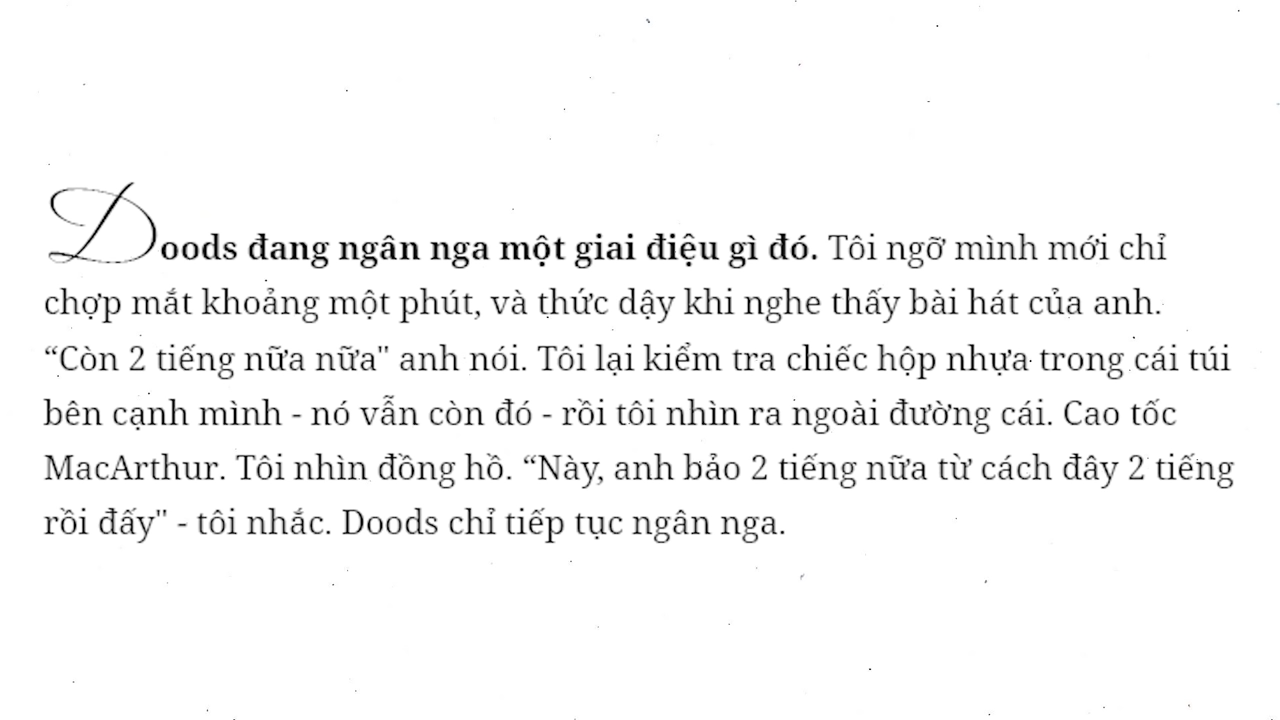 Doods đang ngân nga một giai điệu gì đó. Tôi ngỡ mình mới chỉ
chợp mắt khoảng một phút, và thức dậy khi nghe thấy bài hát của anh.
“Còn 2 tiếng nữa nữa" anh nói. Tôi lại kiểm tra chiếc hộp nhựa trong cái túi
bên cạnh mình - nó vẫn còn đó - rồi tôi nhìn ra ngoài đường cái. Cao tốc
MacArthur. Tôi nhìn đồng hồ. “Này, anh bảo 2 tiếng nữa từ cách đây 2 tiếng
rồi đấy" - tôi nhắc. Doods chỉ tiếp tục ngân nga.